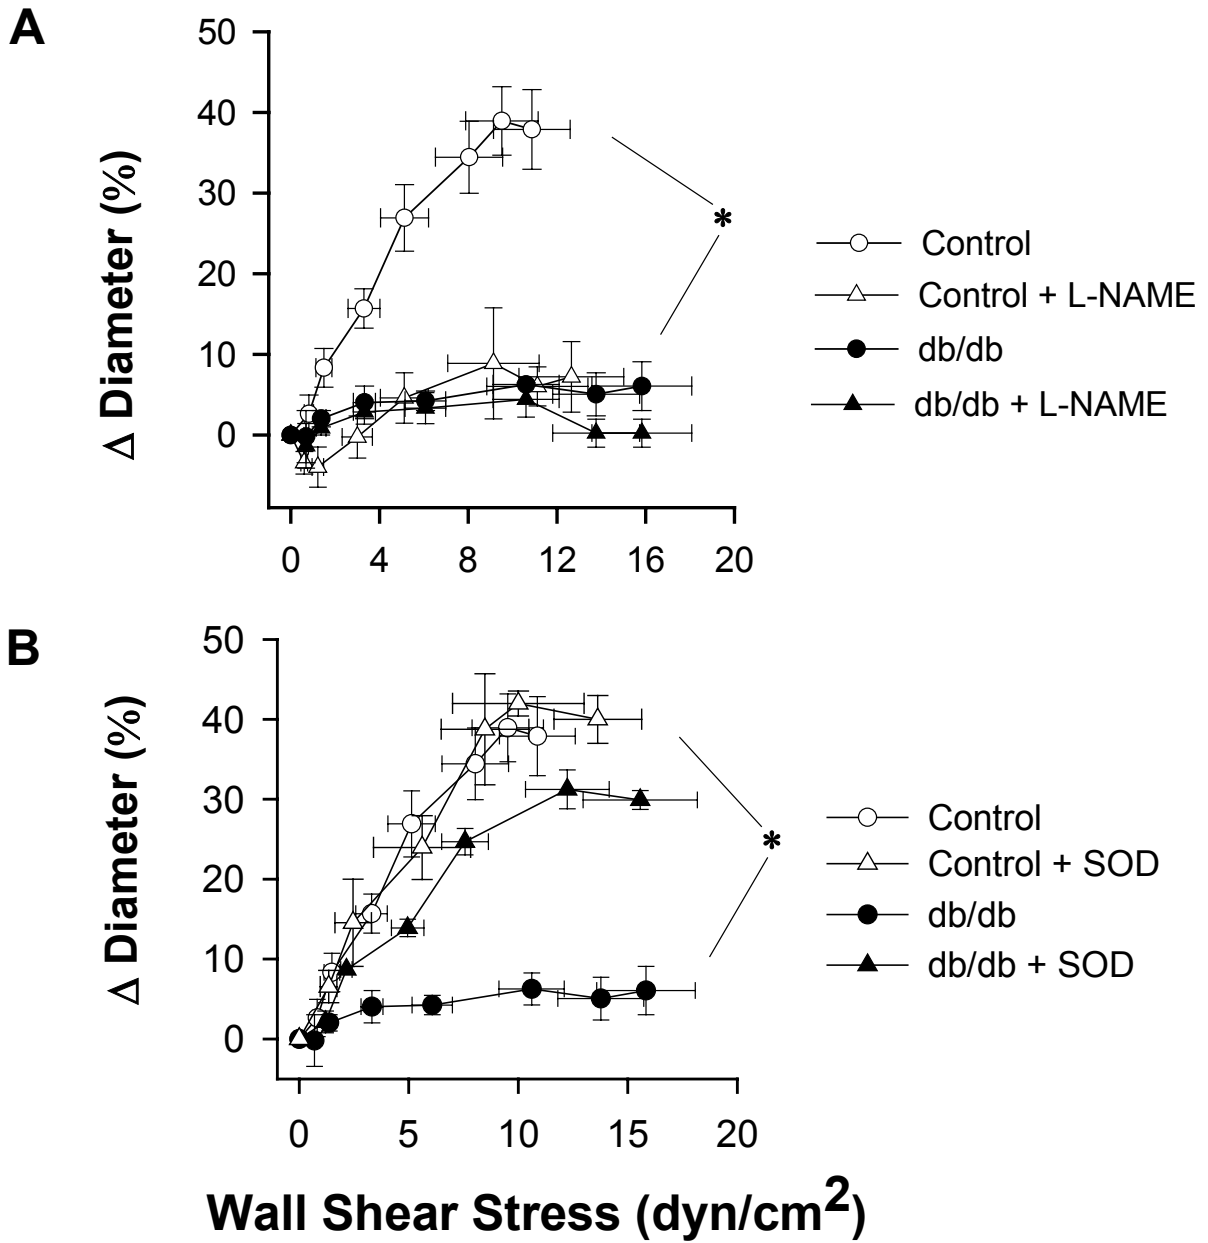 A
50
40
30
20
10
0
Δ Diameter (%)
0 4 8 12 16 20
*
Control
Control + L-NAME
db/db
db/db + L-NAME
B
50
40
30
20
10
0
Δ Diameter (%)
0 5 10 15 20
*
Control
Control + SOD
db/db
db/db + SOD
Wall Shear Stress (dyn/cm²)